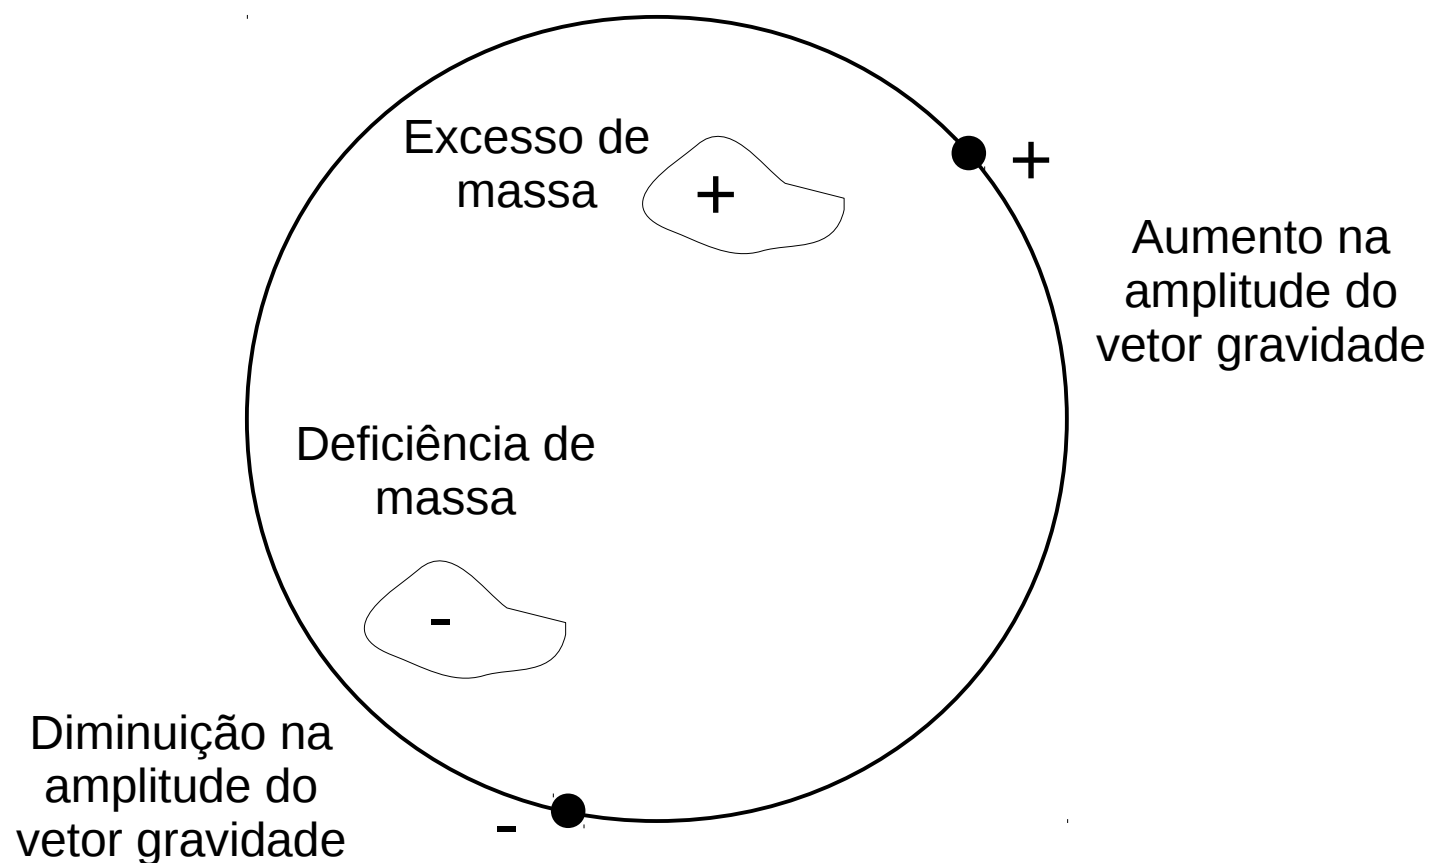 Excesso de
massa
+
+
Aumento na
amplitude do
vetor gravidade
Deficiência de
massa
-
Diminuição na
amplitude do
vetor gravidade
-